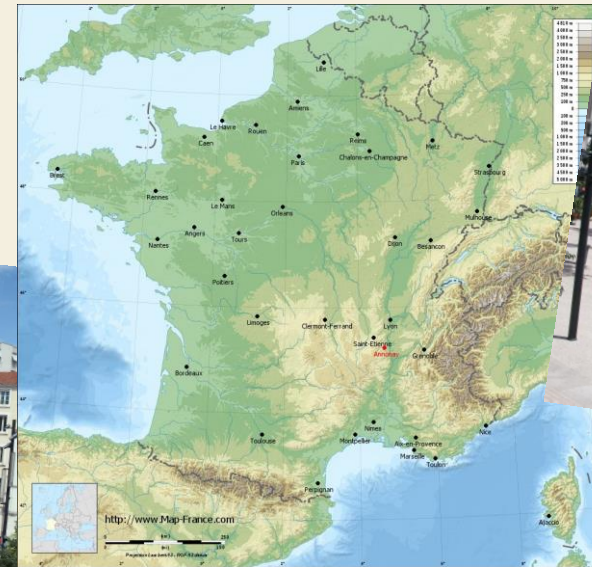 Lille
Amiens
Le Havre
Rouen
Caen
Reims
Chalons-en-Champagne
Metz
Paris
Strasbourg
Brest
Rennes
Le Mans
Orleans
Mulhouse
Angers
Tours
Nantes
Dijon
Besancon
Poitiers
Limoges
Clermont-Ferrand
Lyon
Saint-Etienne
Annonay
Grenoble
Bordeaux
Nimes
Toulouse
Montpellier
Aix-en-Provence
Nice
Marseille
Toulon
Perpignan
Ajaccio
http://www.Map-France.com